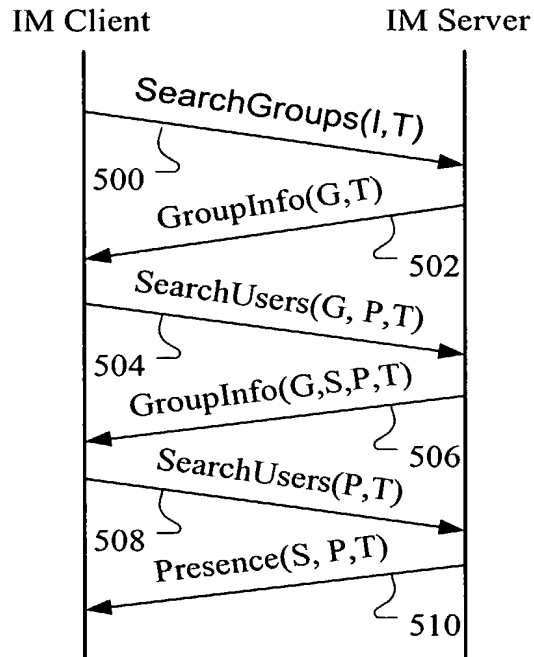 IM Client
IM Server
SearchGroups(I,T)
500
GroupInfo(G,T)
502
SearchUsers(G, P,T)
504
GroupInfo(G,S,P,T)
506
SearchUsers(P,T)
508
Presence(S, P,T)
510